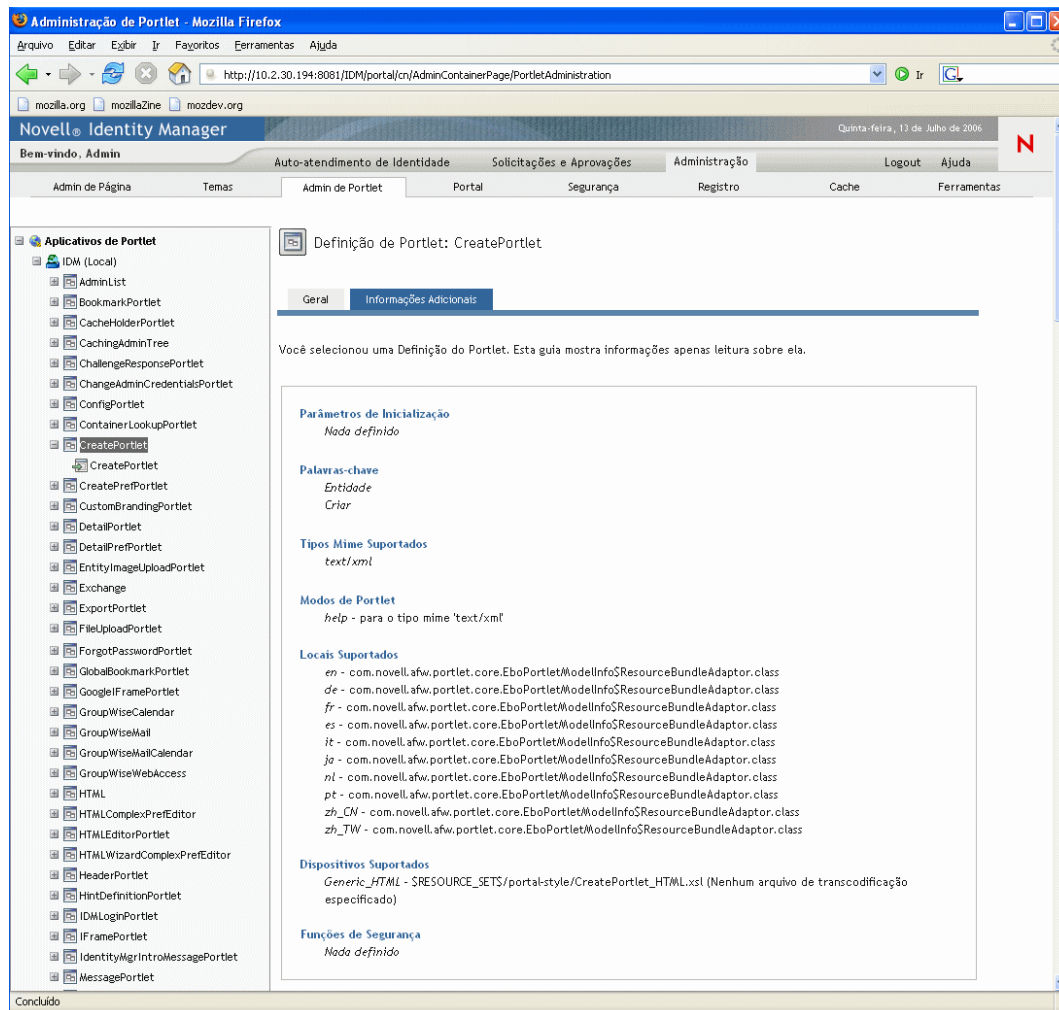 Administração de Portlet - Mozilla Firefox
Arquivo Editar Exibir Ir Favoritos Ferramentas Ajuda
http://10.2.30.194:8081/IDM/portal/cn/AdminContainerPage/PortletAdministration Ir
mozilla.org mozillaZine mozdev.org
Novell® Identity Manager Quinta-feira, 13 de Julho de 2006
Bem-vindo, Admin N
Auto-atendimento de Identidade Solicitações e Aprovações Administração Logout Ajuda
Admin de Página Temas Admin de Portlet Portal Segurança Registro Cache Ferramentas
Aplicativos de Portlet
IDM (Local)
AdminList
BookmarkPortlet
CacheHolderPortlet
CachingAdminTree
ChallengeResponsePortlet
ChangeAdminCredentialsPortlet
ConfigPortlet
ContainerLookupPortlet
CreatePortlet
CreatePortlet
CreatePrefPortlet
CustomBrandingPortlet
DetailPortlet
DetailPrefPortlet
EntityImageUploadPortlet
Exchange
ExportPortlet
FileUploadPortlet
ForgotPasswordPortlet
GlobalBookmarkPortlet
GoogleIFramePortlet
GroupWiseCalendar
GroupWiseMail
GroupWiseMailCalendar
GroupWiseWebAccess
HTML
HTMLComplexPrefEditor
HTMLEditorPortlet
HTMLWizardComplexPrefEditor
HeaderPortlet
HintDefinitionPortlet
IDMLoginPortlet
IFramePortlet
IdentityMgrIntroMessagePortlet
MessagePortlet
Definição de Portlet: CreatePortlet
Geral Informações Adicionais
Você selecionou uma Definição do Portlet. Esta guia mostra informações apenas leitura sobre ela.
Parâmetros de Inicialização
Nada definido
Palavras-chave
Entidade
Criar
Tipos Mime Suportados
text/xml
Modos de Portlet
help - para o tipo mime 'text/xml'
Locais Suportados
en - com.novell.afw.portlet.core.EboPortletModelInfo$ResourceBundleAdaptor.class
de - com.novell.afw.portlet.core.EboPortletModelInfo$ResourceBundleAdaptor.class
fr - com.novell.afw.portlet.core.EboPortletModelInfo$ResourceBundleAdaptor.class
es - com.novell.afw.portlet.core.EboPortletModelInfo$ResourceBundleAdaptor.class
it - com.novell.afw.portlet.core.EboPortletModelInfo$ResourceBundleAdaptor.class
ja - com.novell.afw.portlet.core.EboPortletModelInfo$ResourceBundleAdaptor.class
nl - com.novell.afw.portlet.core.EboPortletModelInfo$ResourceBundleAdaptor.class
pt - com.novell.afw.portlet.core.EboPortletModelInfo$ResourceBundleAdaptor.class
zh_CN - com.novell.afw.portlet.core.EboPortletModelInfo$ResourceBundleAdaptor.class
zh_TW - com.novell.afw.portlet.core.EboPortletModelInfo$ResourceBundleAdaptor.class
Dispositivos Suportados
Generic_HTML - $RESOURCE_SET$/portal-style/CreatePortlet_HTML.xsl (Nenhum arquivo de transcodificação
especificado)
Funções de Segurança
Nada definido
Concluído